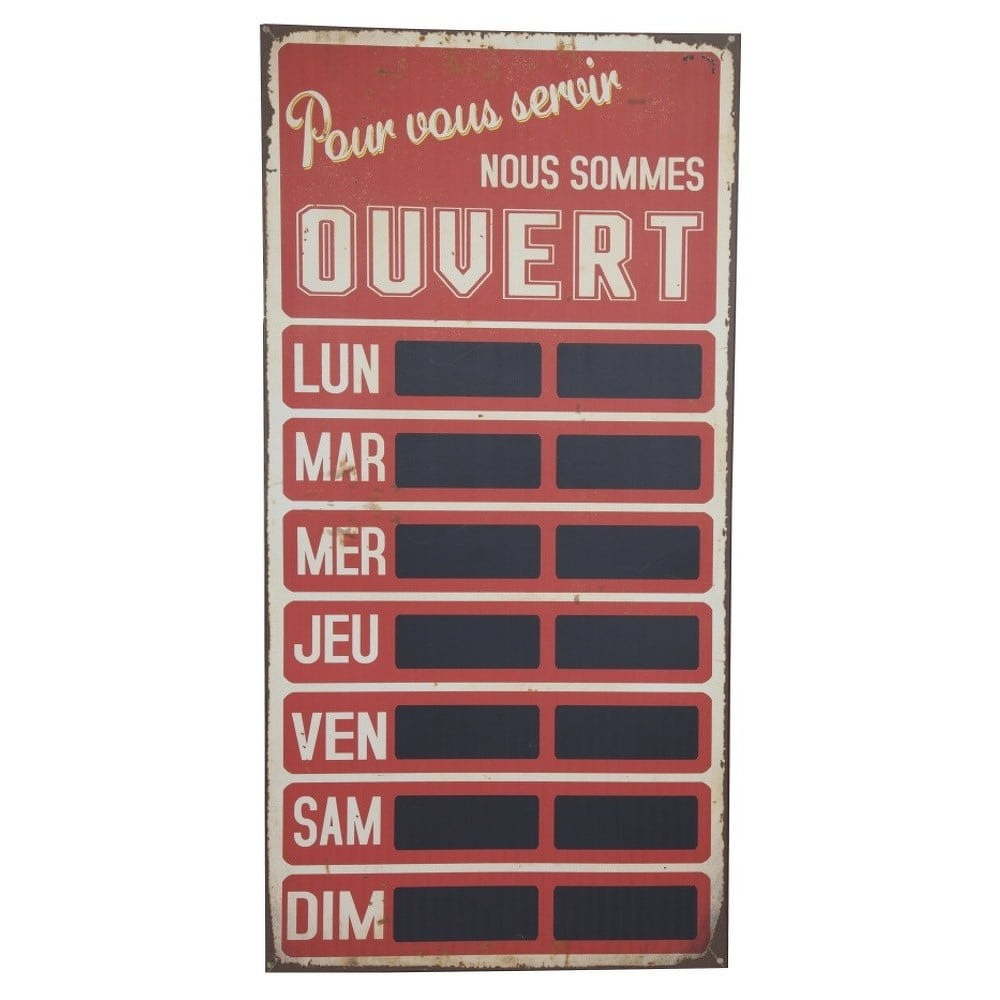 Pour vous servir
NOUS SOMMES
OUVERT
LUN
MAR
MER
JEU
VEN
SAM
DIM